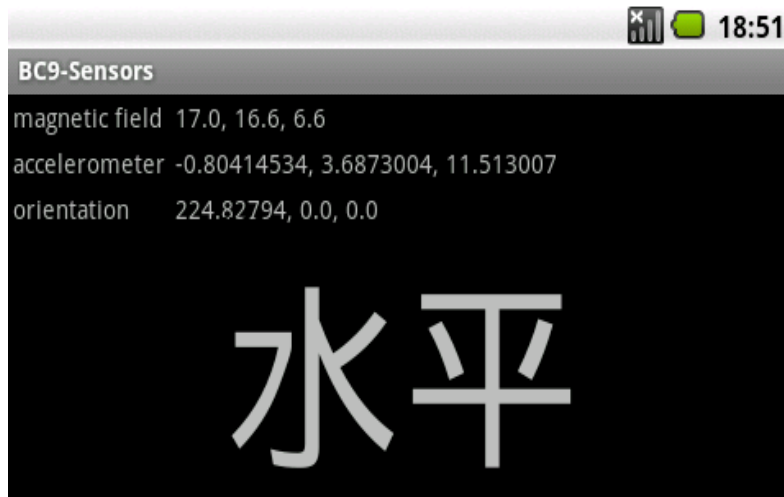 18:51
BC9-Sensors
magnetic field 17.0, 16.6, 6.6
accelerometer -0.80414534, 3.6873004, 11.513007
orientation 224.82794, 0.0, 0.0
水平